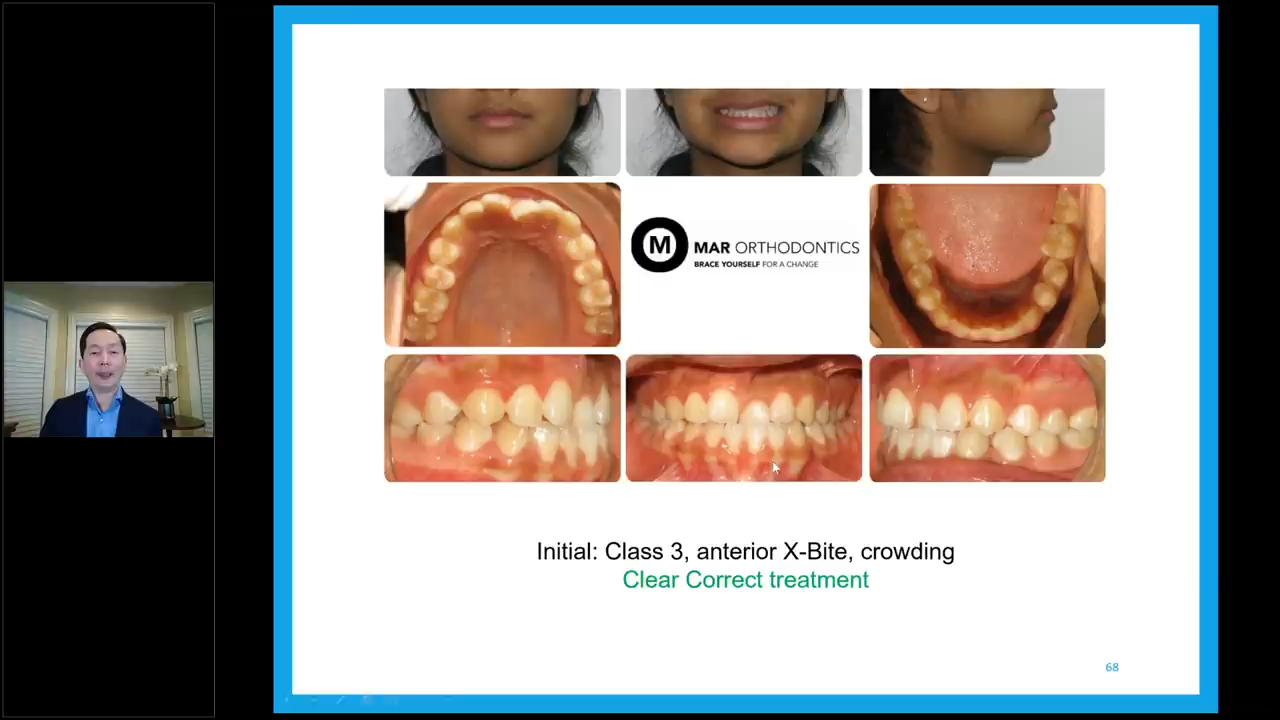 M
MAR ORTHODONTICS
BRACE YOURSELF FOR A CHANGE
Initial: Class 3, anterior X-Bite, crowding
Clear Correct treatment
68